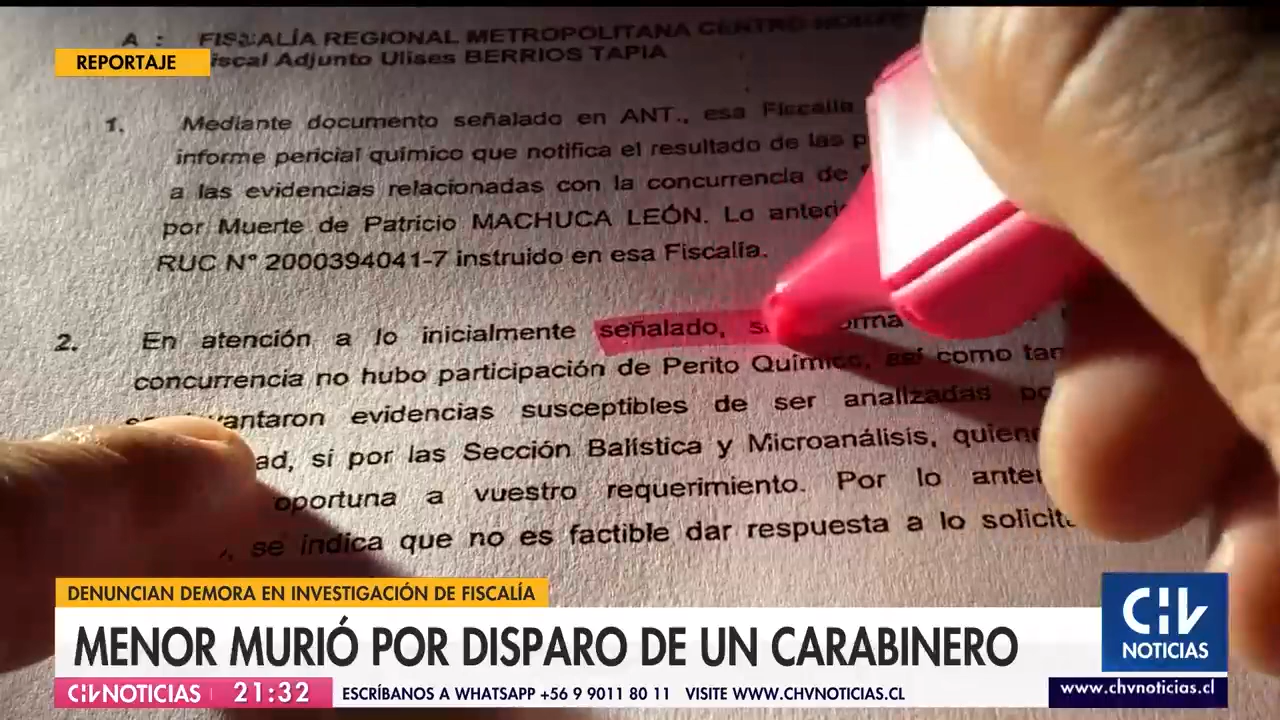 A : FISCALÍA REGIONAL METROPOLITANA CENTRO
REPORTAJE
Fiscal Adjunto Ulises BERRIOS TAPIA
1. Mediante documento señalado en ANT., esa Fiscalía
informe pericial químico que notifica el resultado de las
a las evidencias relacionadas con la concurrencia de
por Muerte de Patricio MACHUCA LEÓN. Lo
RUC N° 2000394041-7 instruido en esa Fiscalía.
2. En atención a lo inicialmente señalado,
concurrencia no hubo participación de Perito Químico, así como
evidencias susceptibles de ser analizadas
sí por las Sección Balística y Microanálisis,
oportuna a vuestro requerimiento. Por lo
se indica que no es factible dar respuesta a lo
DENUNCIAN DEMORA EN INVESTIGACIÓN DE FISCALÍA
MENOR MURIÓ POR DISPARO DE UN CARABINERO
CHV NOTICIAS
CHVNOTICIAS 21:32 ESCRÍBANOS A WHATSAPP +56 9 9011 80 11 VISITE WWW.CHVNOTICIAS.CL
www.chvnoticias.cl